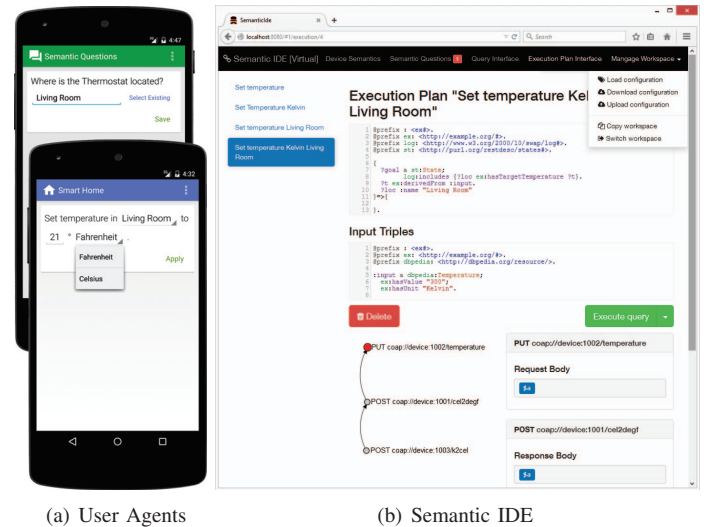 4:47
Semantic Questions
Where is the Thermostat located?
Living Room Select Existing
Save
4:32
Smart Home
Set temperature in Living Room to
21 ° Fahrenheit .
Fahrenheit
Celsius
Apply
(a) User Agents
SemanticIde × +
localhost:8080/#1/execution/4 Search
Semantic IDE [Virtual] Device Semantics Semantic Questions 1 Query Interface Execution Plan Interface Mangage Workspace
Load configuration
Download configuration
Upload configuration
Copy workspace
Switch workspace
Set temperature
Set Temperature Kelvin
Set temperature Living Room
Set temperature Kelvin Living
Room
Execution Plan "Set temperature Kel
Living Room"
1 @prefix : <ex#>.
2 @prefix ex: <http://example.org/#>.
3 @prefix log: <http://www.w3.org/2000/10/swap/log#>.
4 @prefix st: <http://purl.org/restdesc/states#>.
5
6 {
7 ?goal a st:State;
8 log:includes {?loc ex:hasTargetTemperature ?t}.
9 ?t ex:derivedFrom :input.
10 ?loc :name "Living Room"
11 }=>{
12
13 }.
Input Triples
1 @prefix : <ex#>.
2 @prefix ex: <http://example.org/#>.
3 @prefix dbpedia: <http://dbpedia.org/resource/>.
4
5 :input a dbpedia:Temperature;
6 ex:hasValue "300";
7 ex:hasUnit "Kelvin".
8
Delete Execute query
PUT coap://device:1002/temperature
POST coap://device:1001/cel2degf
POST coap://device:1003/k2cel
PUT coap://device:1002/temperature
Request Body
$a
POST coap://device:1001/cel2degf
Response Body
$a
(b) Semantic IDE